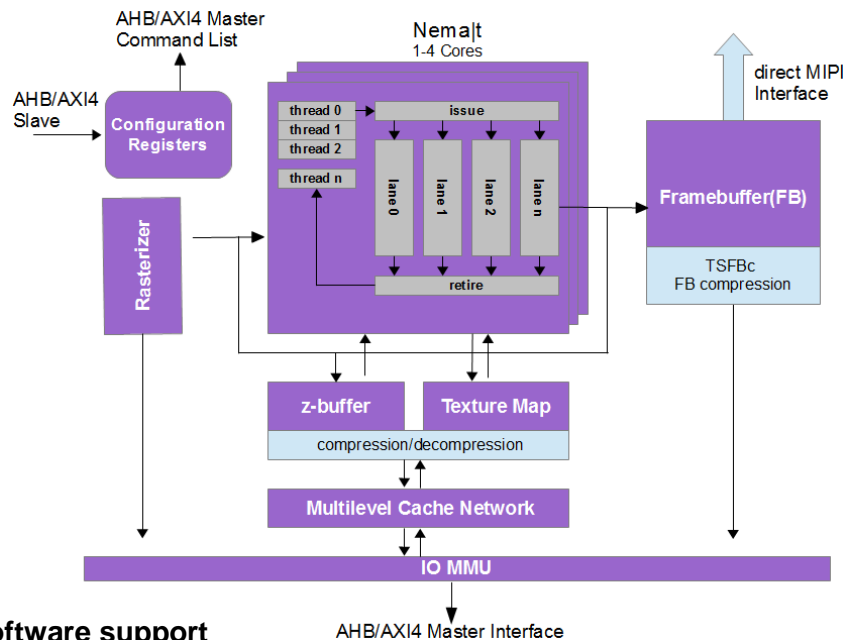 AHB/AXI4 Master
Command List
Nema|t
1-4 Cores
direct MIPI
Interface
AHB/AXI4
Slave
Configuration
Registers
thread 0
thread 1
thread 2
thread n
issue
lane 0
lane 1
lane 2
lane n
retire
Framebuffer(FB)
TSFBc
FB compression
Rasterizer
z-buffer
Texture Map
compression/decompression
Multilevel Cache Network
IO MMU
oftware support
AHB/AXI4 Master Interface